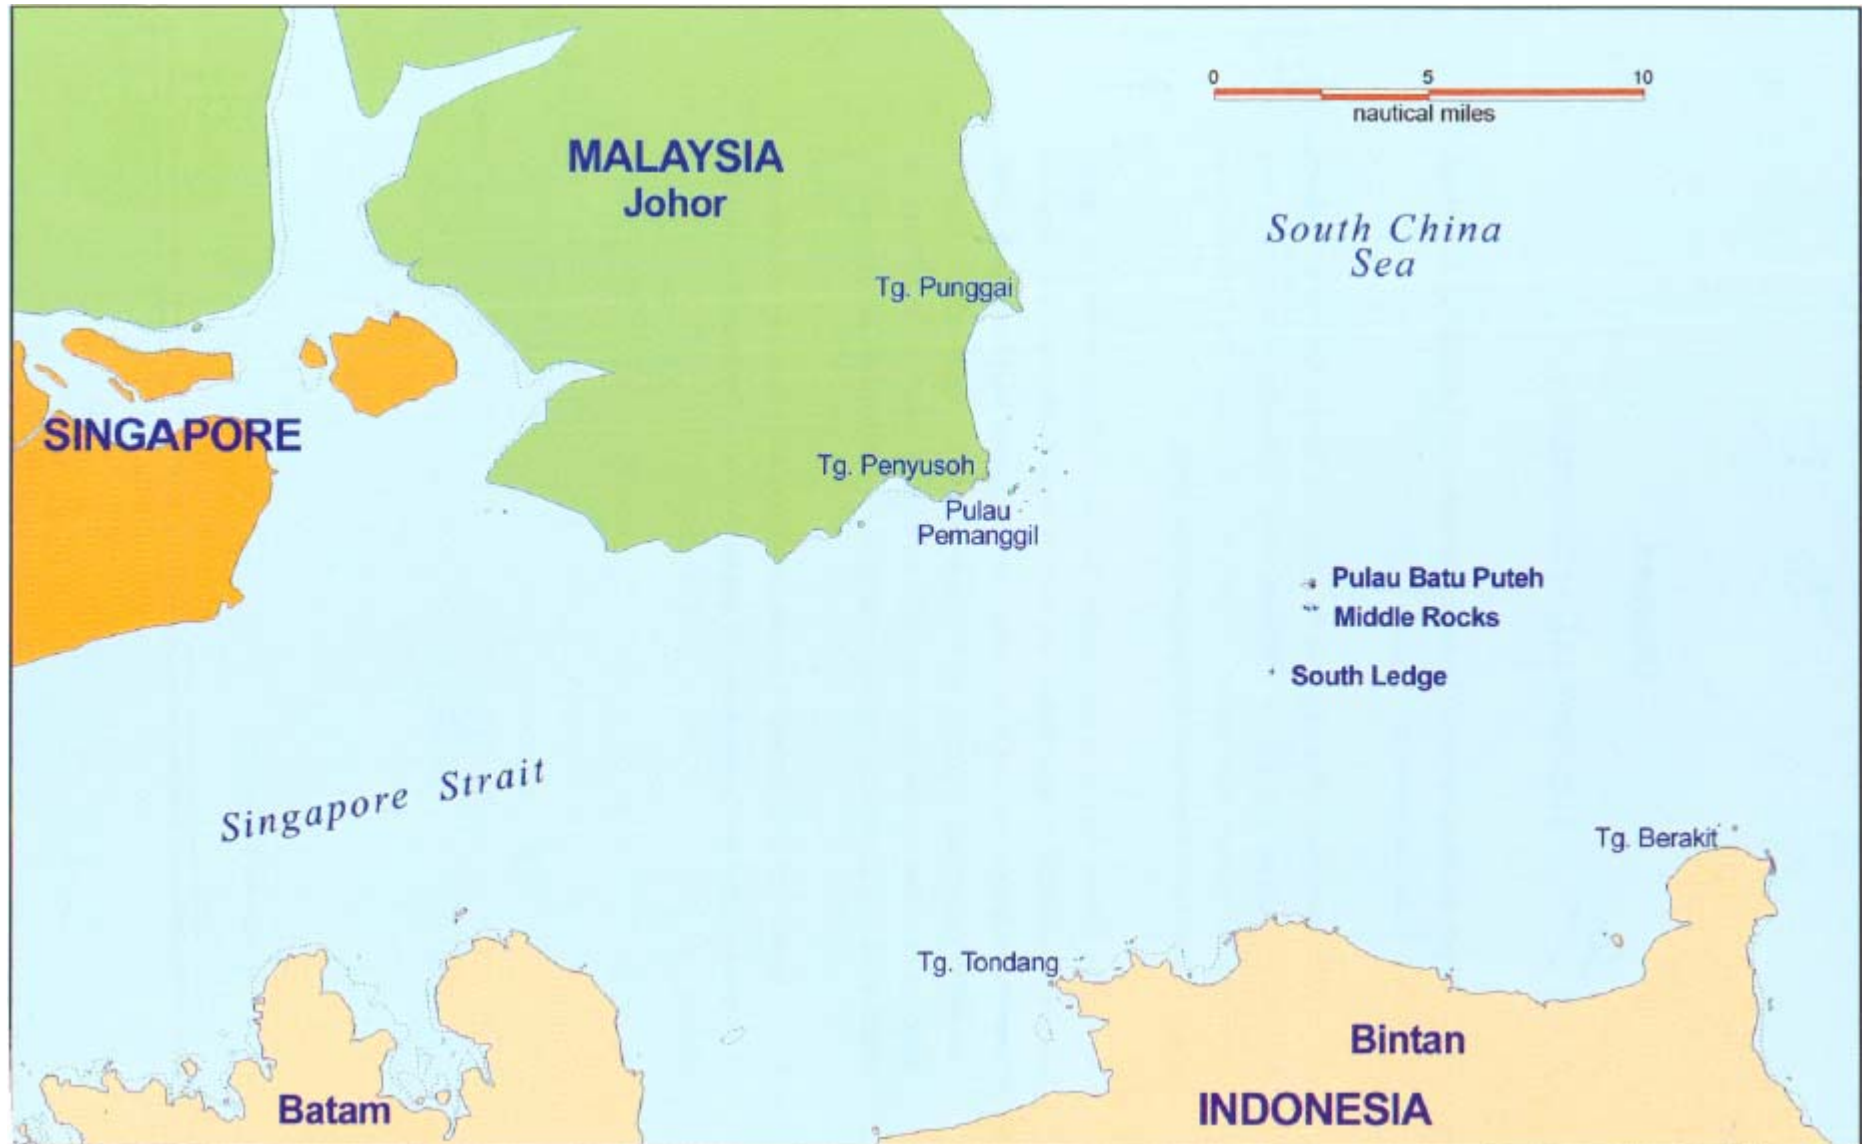 0 5 10
nautical miles
MALAYSIA
Johor
South China
Sea
Tg. Punggai
SINGAPORE
Tg. Penyusoh
Pulau
Pemanggil
Pulau Batu Puteh
Middle Rocks
South Ledge
Singapore Strait
Tg. Berakit
Tg. Tondang
Bintan
Batam
INDONESIA